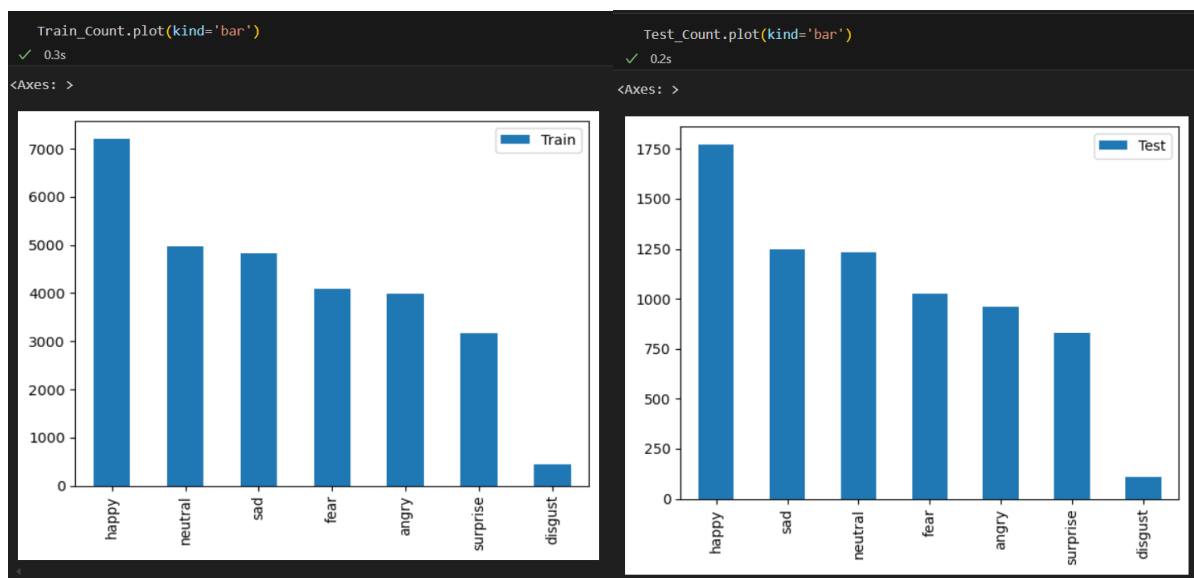 Train_Count.plot(kind='bar')
✓ 0.3s
<Axes: >
Train
7000
6000
5000
4000
3000
2000
1000
0
happy
neutral
sad
fear
angry
surprise
disgust
Test_Count.plot(kind='bar')
✓ 0.2s
<Axes: >
Test
1750
1500
1250
1000
750
500
250
0
happy
sad
neutral
fear
angry
surprise
disgust